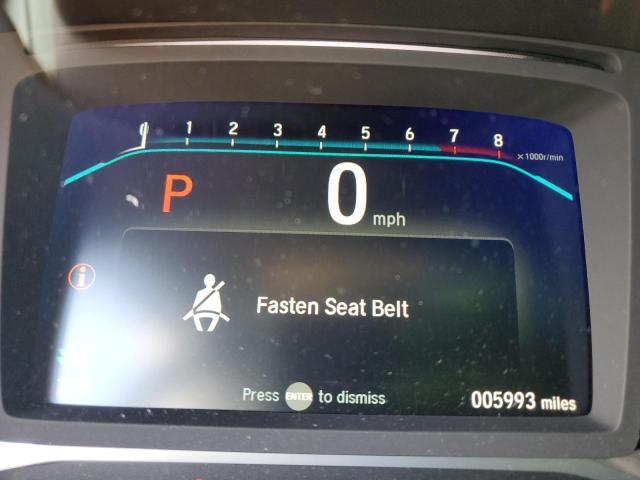 0 1 2 3 4 5 6 7 8
×1000r/min
P 0 mph
i
Fasten Seat Belt
Press ENTER to dismiss
005993 miles